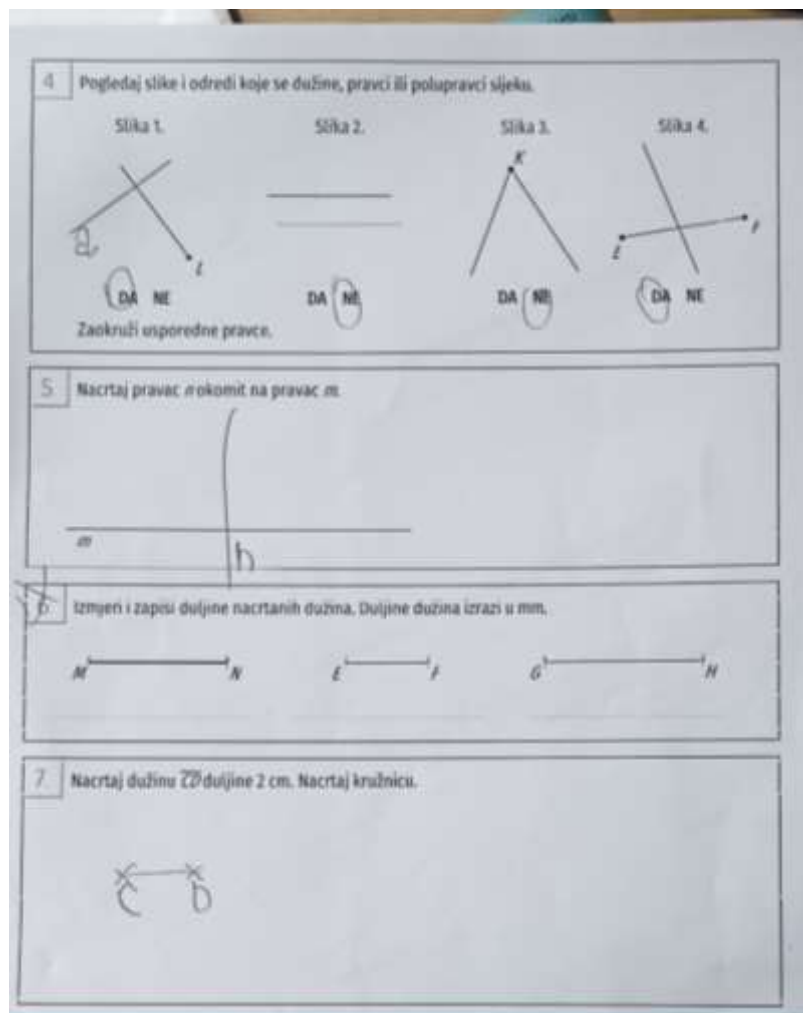 4 Pogledaj slike i odredi koje se dužine, pravci ili polupravci sijeku.
Slika 1. Slika 2. Slika 3. Slika 4.
K
a
L
E F
DA NE DA NE DA NE DA NE
Zaokruži usporedne pravce.
5 Nacrtaj pravac n okomit na pravac m.
m
n
6 Izmjeri i zapiši duljine nacrtanih dužina. Duljine dužina izrazi u mm.
M N E F G H
7 Nacrtaj dužinu CD duljine 2 cm. Nacrtaj kružnicu.
C D